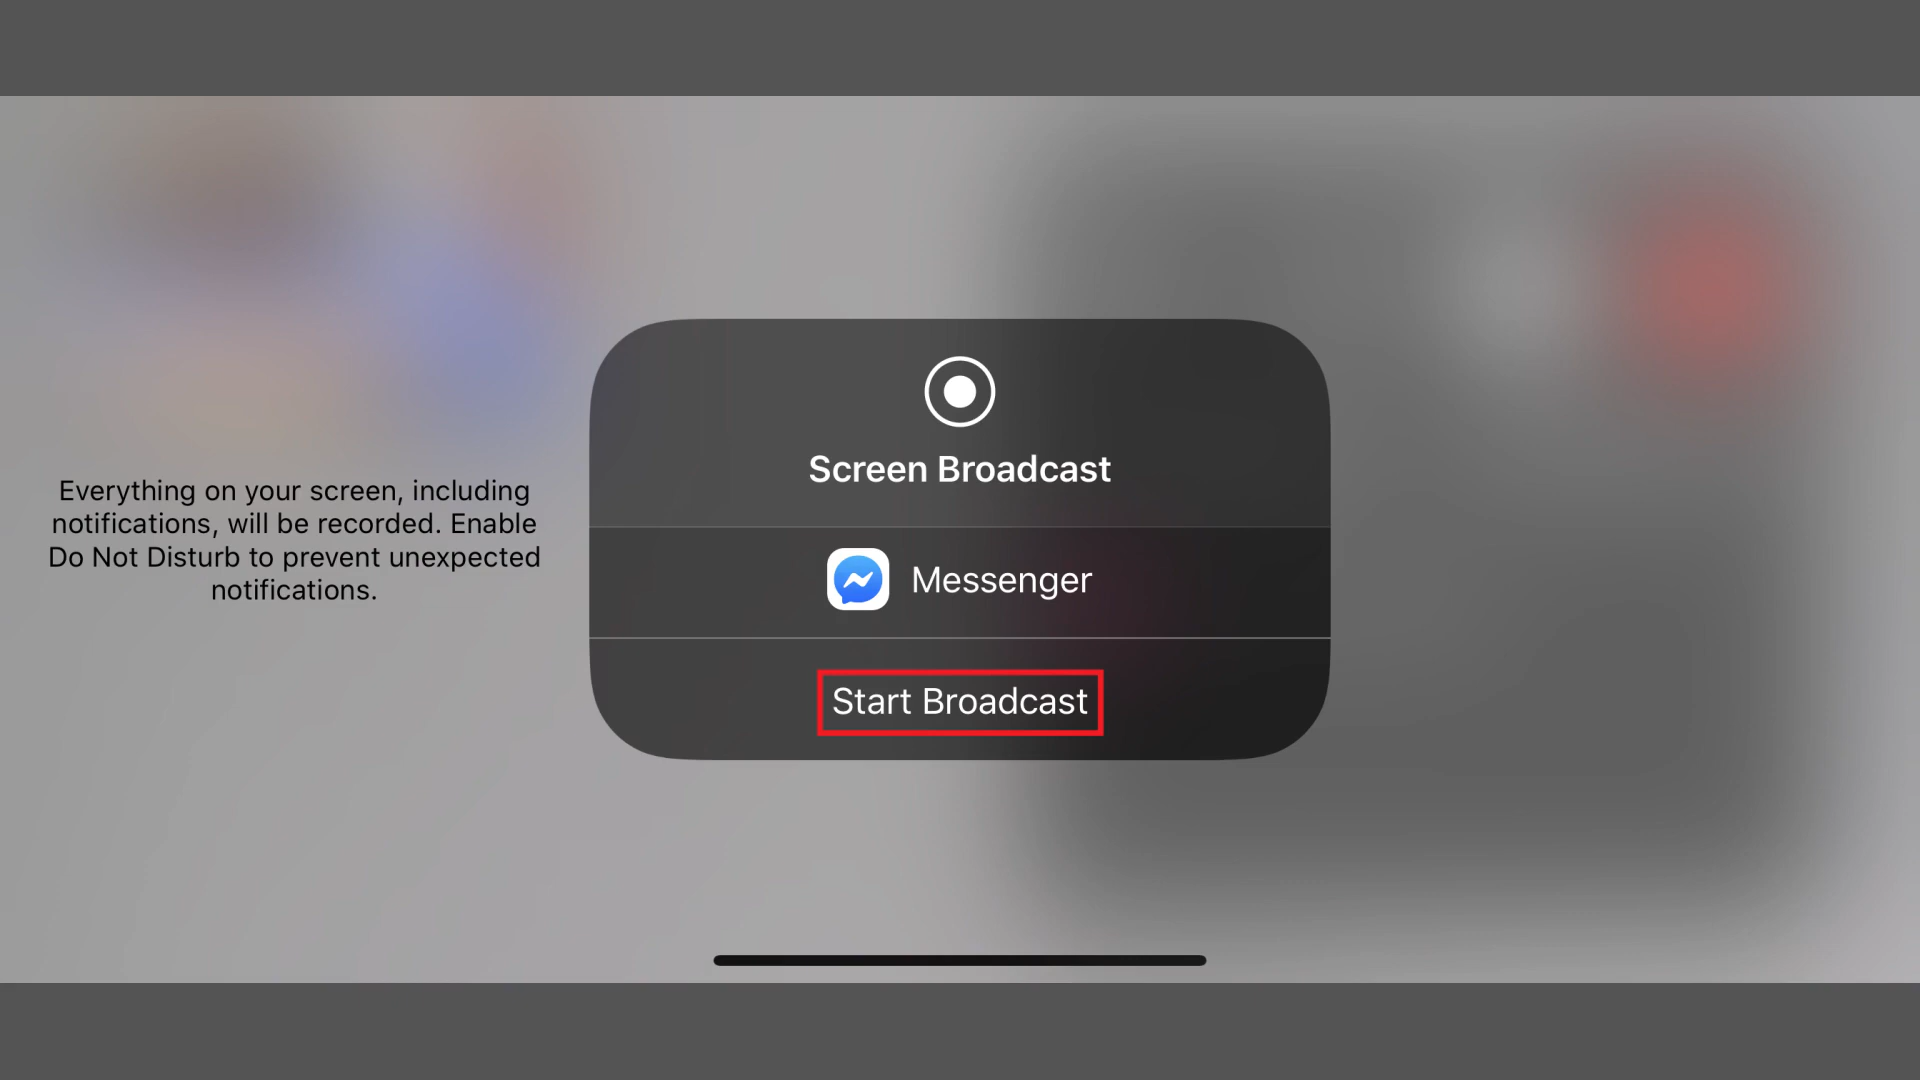 Everything on your screen, including
notifications, will be recorded. Enable
Do Not Disturb to prevent unexpected
notifications.
Screen Broadcast
Messenger
Start Broadcast